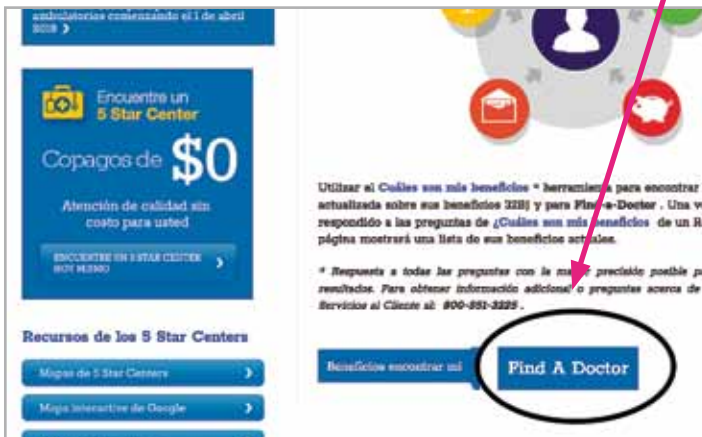 ambulatorios comenzando el 1 de abril
2018 >
Encuentre un
5 Star Center
Copagos de $0
Atención de calidad sin
costo para usted
ENCUENTRE UN 5 STAR CENTER
HOY MISMO >
Recursos de los 5 Star Centers
Mapas de 5 Star Centers >
Mapa interactivo de Google >
Utilizar el Cuáles son mis beneficios * herramienta para encontrar
actualizada sobre sus beneficios 32BJ y para Find-a-Doctor . Una
respondido a las preguntas de ¿Cuáles son mis beneficios de un
página mostrará una lista de sus beneficios actuales.
* Respuesta a todas las preguntas con la mayor precisión posible
resultados. Para obtener información adicional o preguntas acerca de
Servicios al Cliente al: 800-551-3225 .
Beneficios encontrar mi
Find A Doctor